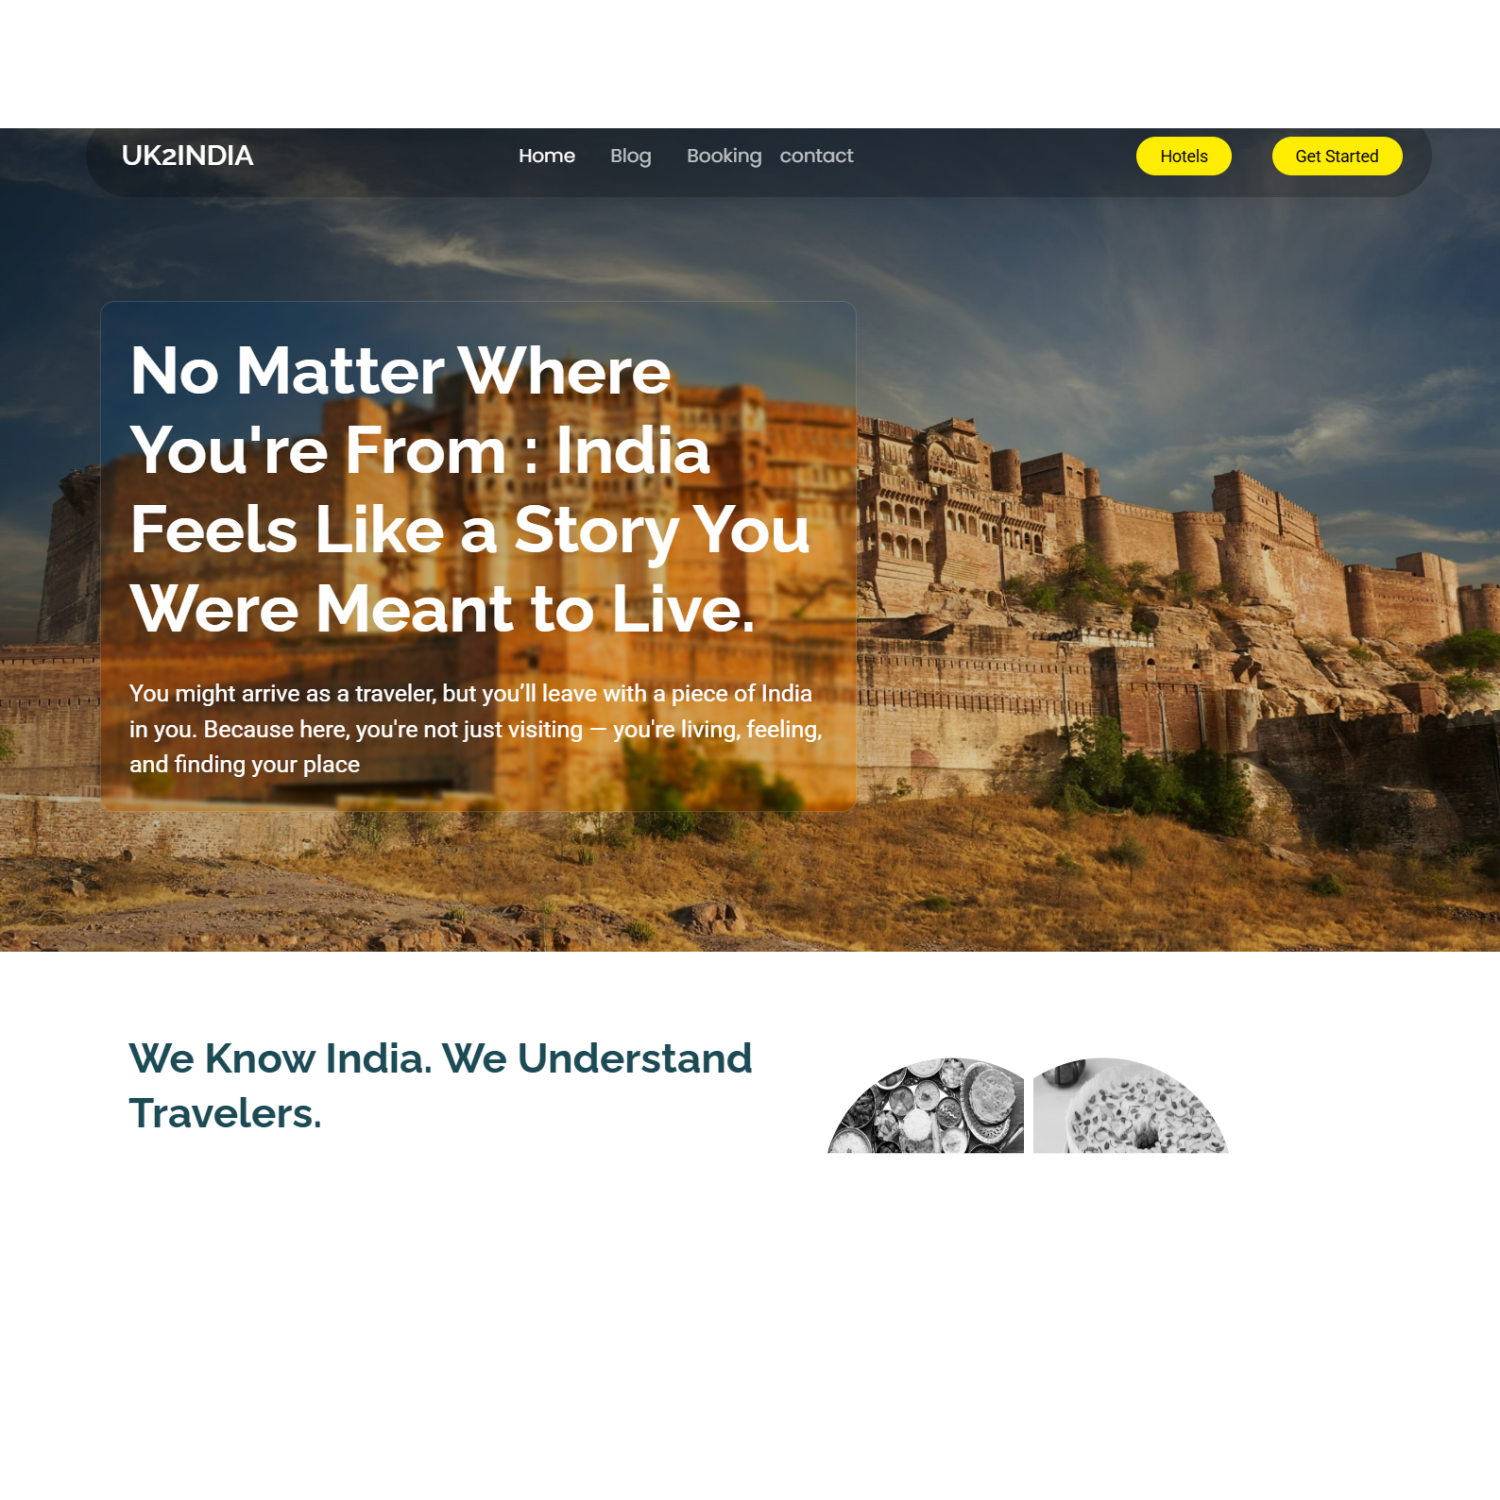 UK2INDIA
Home Blog Booking contact
Hotels Get Started
No Matter Where
You're From : India
Feels Like a Story You
Were Meant to Live.
You might arrive as a traveler, but you’ll leave with a piece of India
in you. Because here, you're not just visiting — you're living, feeling,
and finding your place
We Know India. We Understand
Travelers.